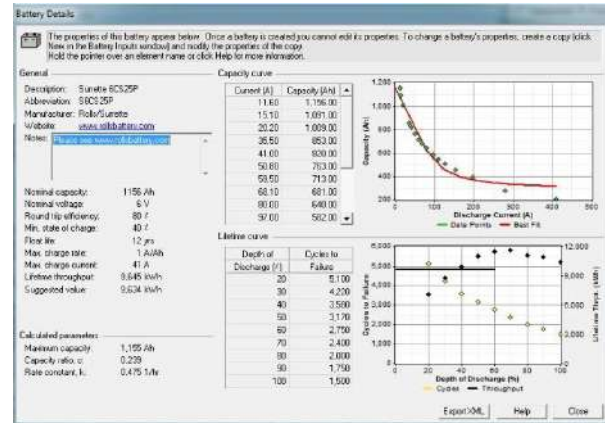 Battery Details
The properties of this battery appear below. Once a battery is created you cannot edit its properties. To change a battery's properties, create a copy (click
New in the Battery Inputs window) and modify the properties of the copy.
Hold the pointer over an element name or click Help for more information.
General
Description: Surrette 6CS25P
Abbreviation: S6CS25P
Manufacturer: Rolls/Surrette
Website: www.rollsbattery.com
Notes: Please see www.rollsbattery.com
Nominal capacity: 1156 Ah
Nominal voltage: 6 V
Round trip efficiency: 80 %
Min. state of charge: 40 %
Float life: 12 yrs
Max. charge rate: 1 A/Ah
Max. charge current: 41 A
Lifetime throughput: 9,645 kWh
Suggested value: 9,634 kWh
Calculated parameters
Maximum capacity: 1,155 Ah
Capacity ratio, c: 0.239
Rate constant, k: 0.475 1/hr
Capacity curve
Current (A) Capacity (Ah)
11.60 1,156.00
15.10 1,091.00
20.20 1,009.00
35.50 853.00
41.00 820.00
50.80 763.00
59.50 713.00
68.10 681.00
80.00 640.00
97.00 582.00
1,200
1,000
800
600
400
200
Capacity (Ah)
0 100 200 300 400 500
Discharge Current (A)
Data Points Best Fit
Lifetime curve
Depth of Cycles to
Discharge (%) Failure
20 5,100
30 4,220
40 3,580
50 3,170
60 2,750
70 2,400
80 2,000
90 1,750
100 1,500
6,000
5,000
4,000
3,000
2,000
1,000
0
Cycles to Failure
12,000
9,000
6,000
3,000
0
Lifetime Thrpt. (kWh)
0 20 40 60 80 100
Depth of Discharge (%)
Cycles Throughput
Export XML Help Close